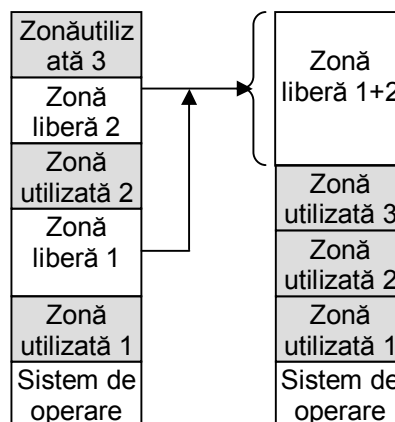 Zonăutiliz
ată 3
Zonă
liberă 2
Zonă
utilizată 2
Zonă
liberă 1
Zonă
utilizată 1
Sistem de
operare
Zonă
liberă 1+2
Zonă
utilizată 3
Zonă
utilizată 2
Zonă
utilizată 1
Sistem de
operare